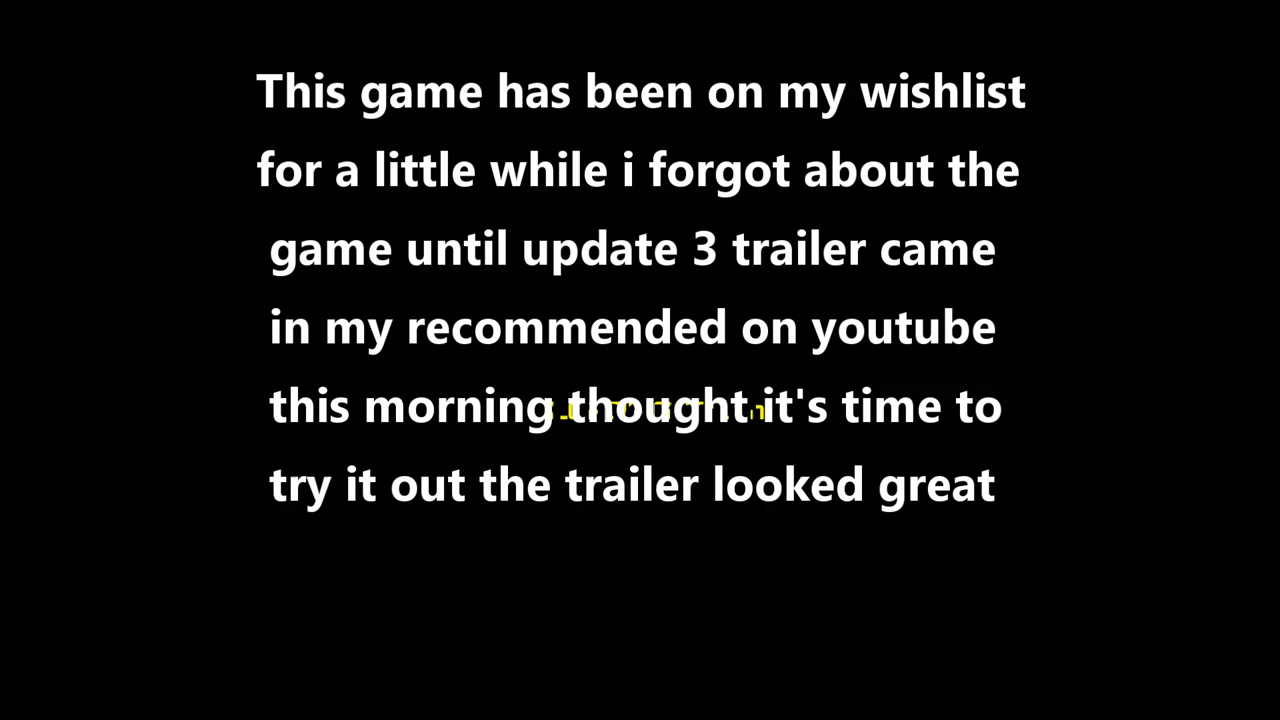 This game has been on my wishlist
for a little while i forgot about the
game until update 3 trailer came
in my recommended on youtube
this morning thought it's time to
try it out the trailer looked great